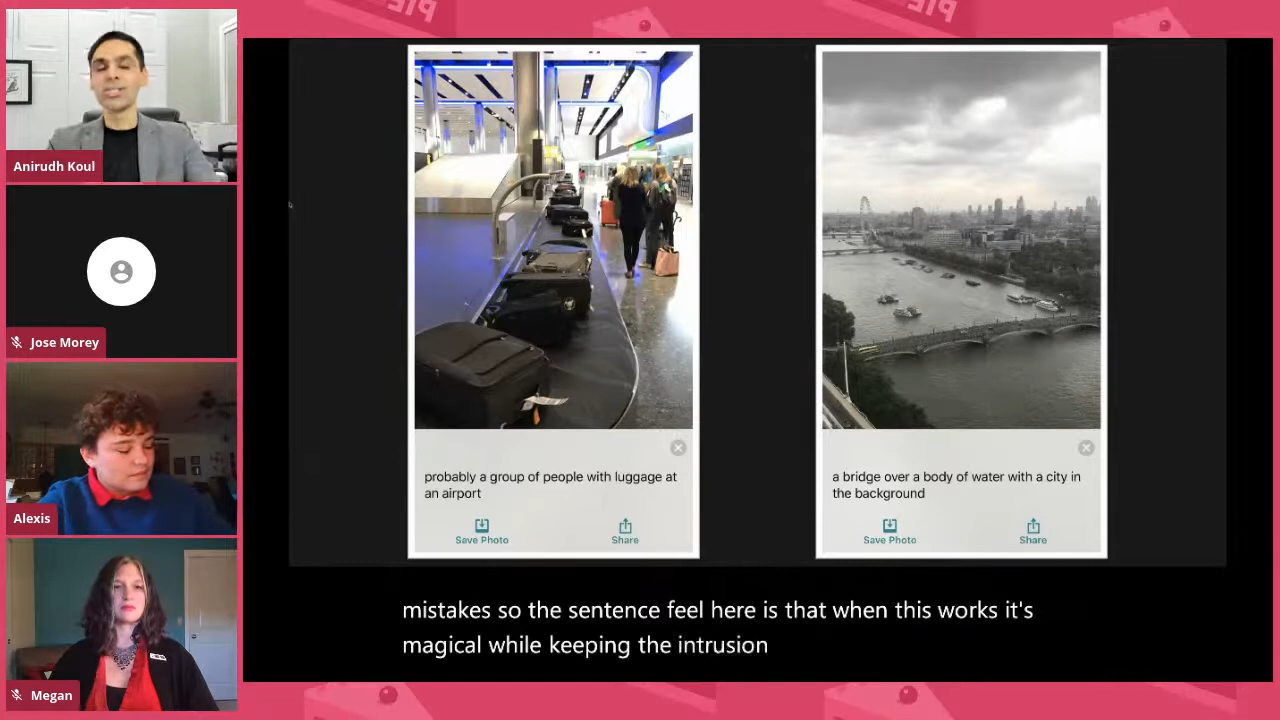 PIE
PIE
Anirudh Koul
Jose Morey
Alexis
Megan
probably a group of people with luggage at
an airport
Save Photo
Share
a bridge over a body of water with a city in
the background
Save Photo
Share
mistakes so the sentence feel here is that when this works it's
magical while keeping the intrusion